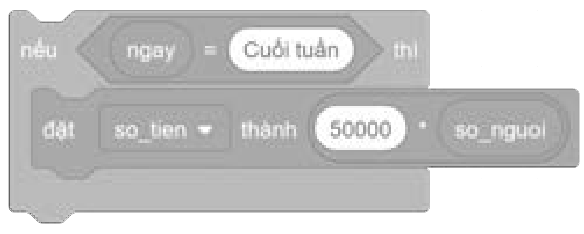 nếu ngay = Cuối tuần thì
đặt so_tien thành 50000 * so_nguoi